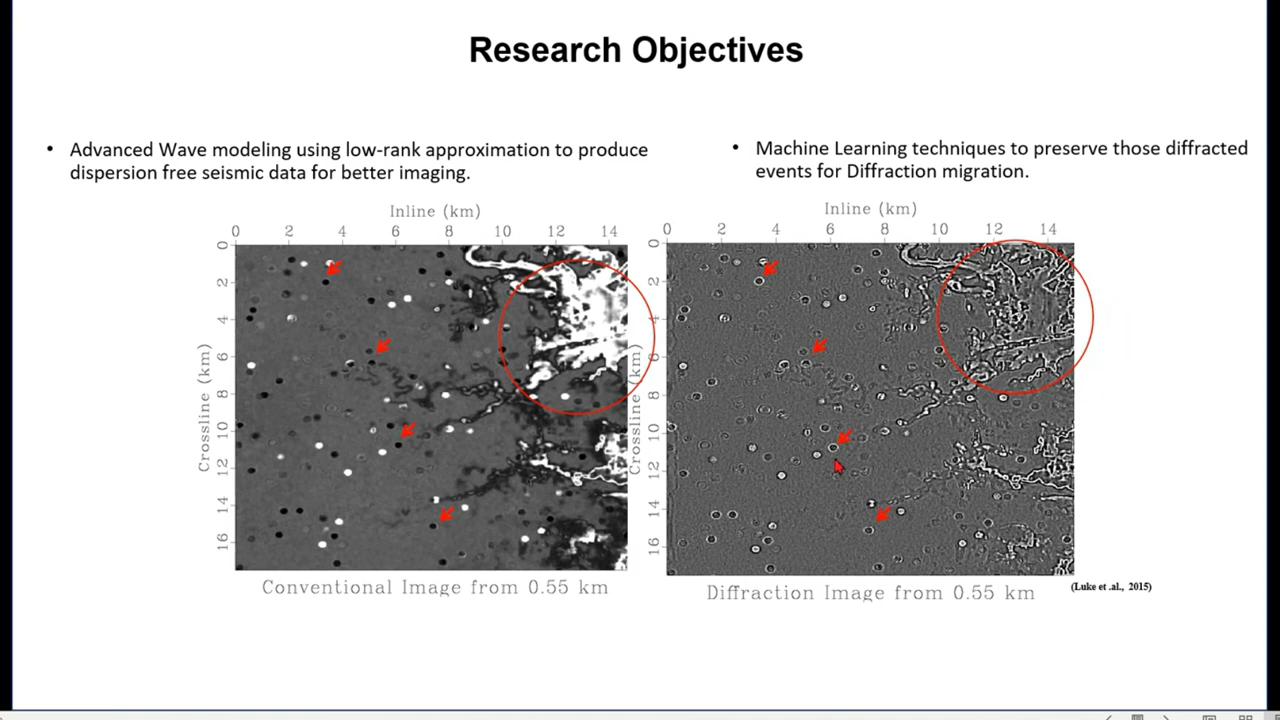 Research Objectives
• Advanced Wave modeling using low-rank approximation to produce
dispersion free seismic data for better imaging.
• Machine Learning techniques to preserve those diffracted
events for Diffraction migration.
Inline (km)
0 2 4 6 8 10 12 14
Crossline (km)
0
2
4
6
8
10
12
14
16
Conventional Image from 0.55 km
Inline (km)
0 2 4 6 8 10 12 14
Crossline (km)
0
2
4
6
8
10
12
14
16
Diffraction Image from 0.55 km
(Luke et .al., 2015)